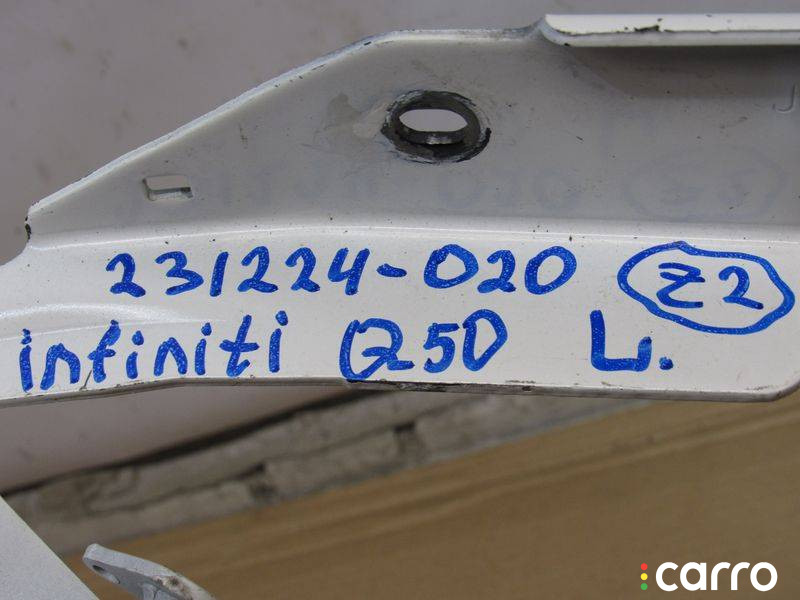 231224-020 Z2
infiniti Q50 L.
carro